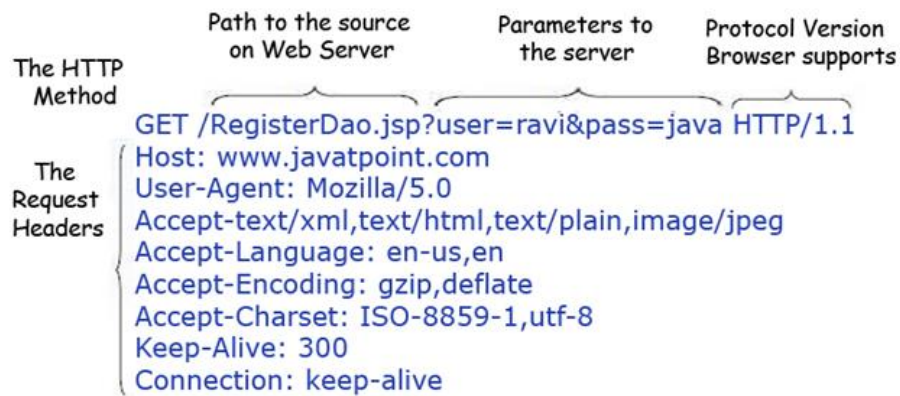 Path to the source
on Web Server
Parameters to
the server
Protocol Version
Browser supports
The HTTP
Method
GET /RegisterDao.jsp?user=ravi&pass=java HTTP/1.1
The
Request
Headers
Host: www.javatpoint.com
User-Agent: Mozilla/5.0
Accept-text/xml,text/html,text/plain,image/jpeg
Accept-Language: en-us,en
Accept-Encoding: gzip,deflate
Accept-Charset: ISO-8859-1,utf-8
Keep-Alive: 300
Connection: keep-alive